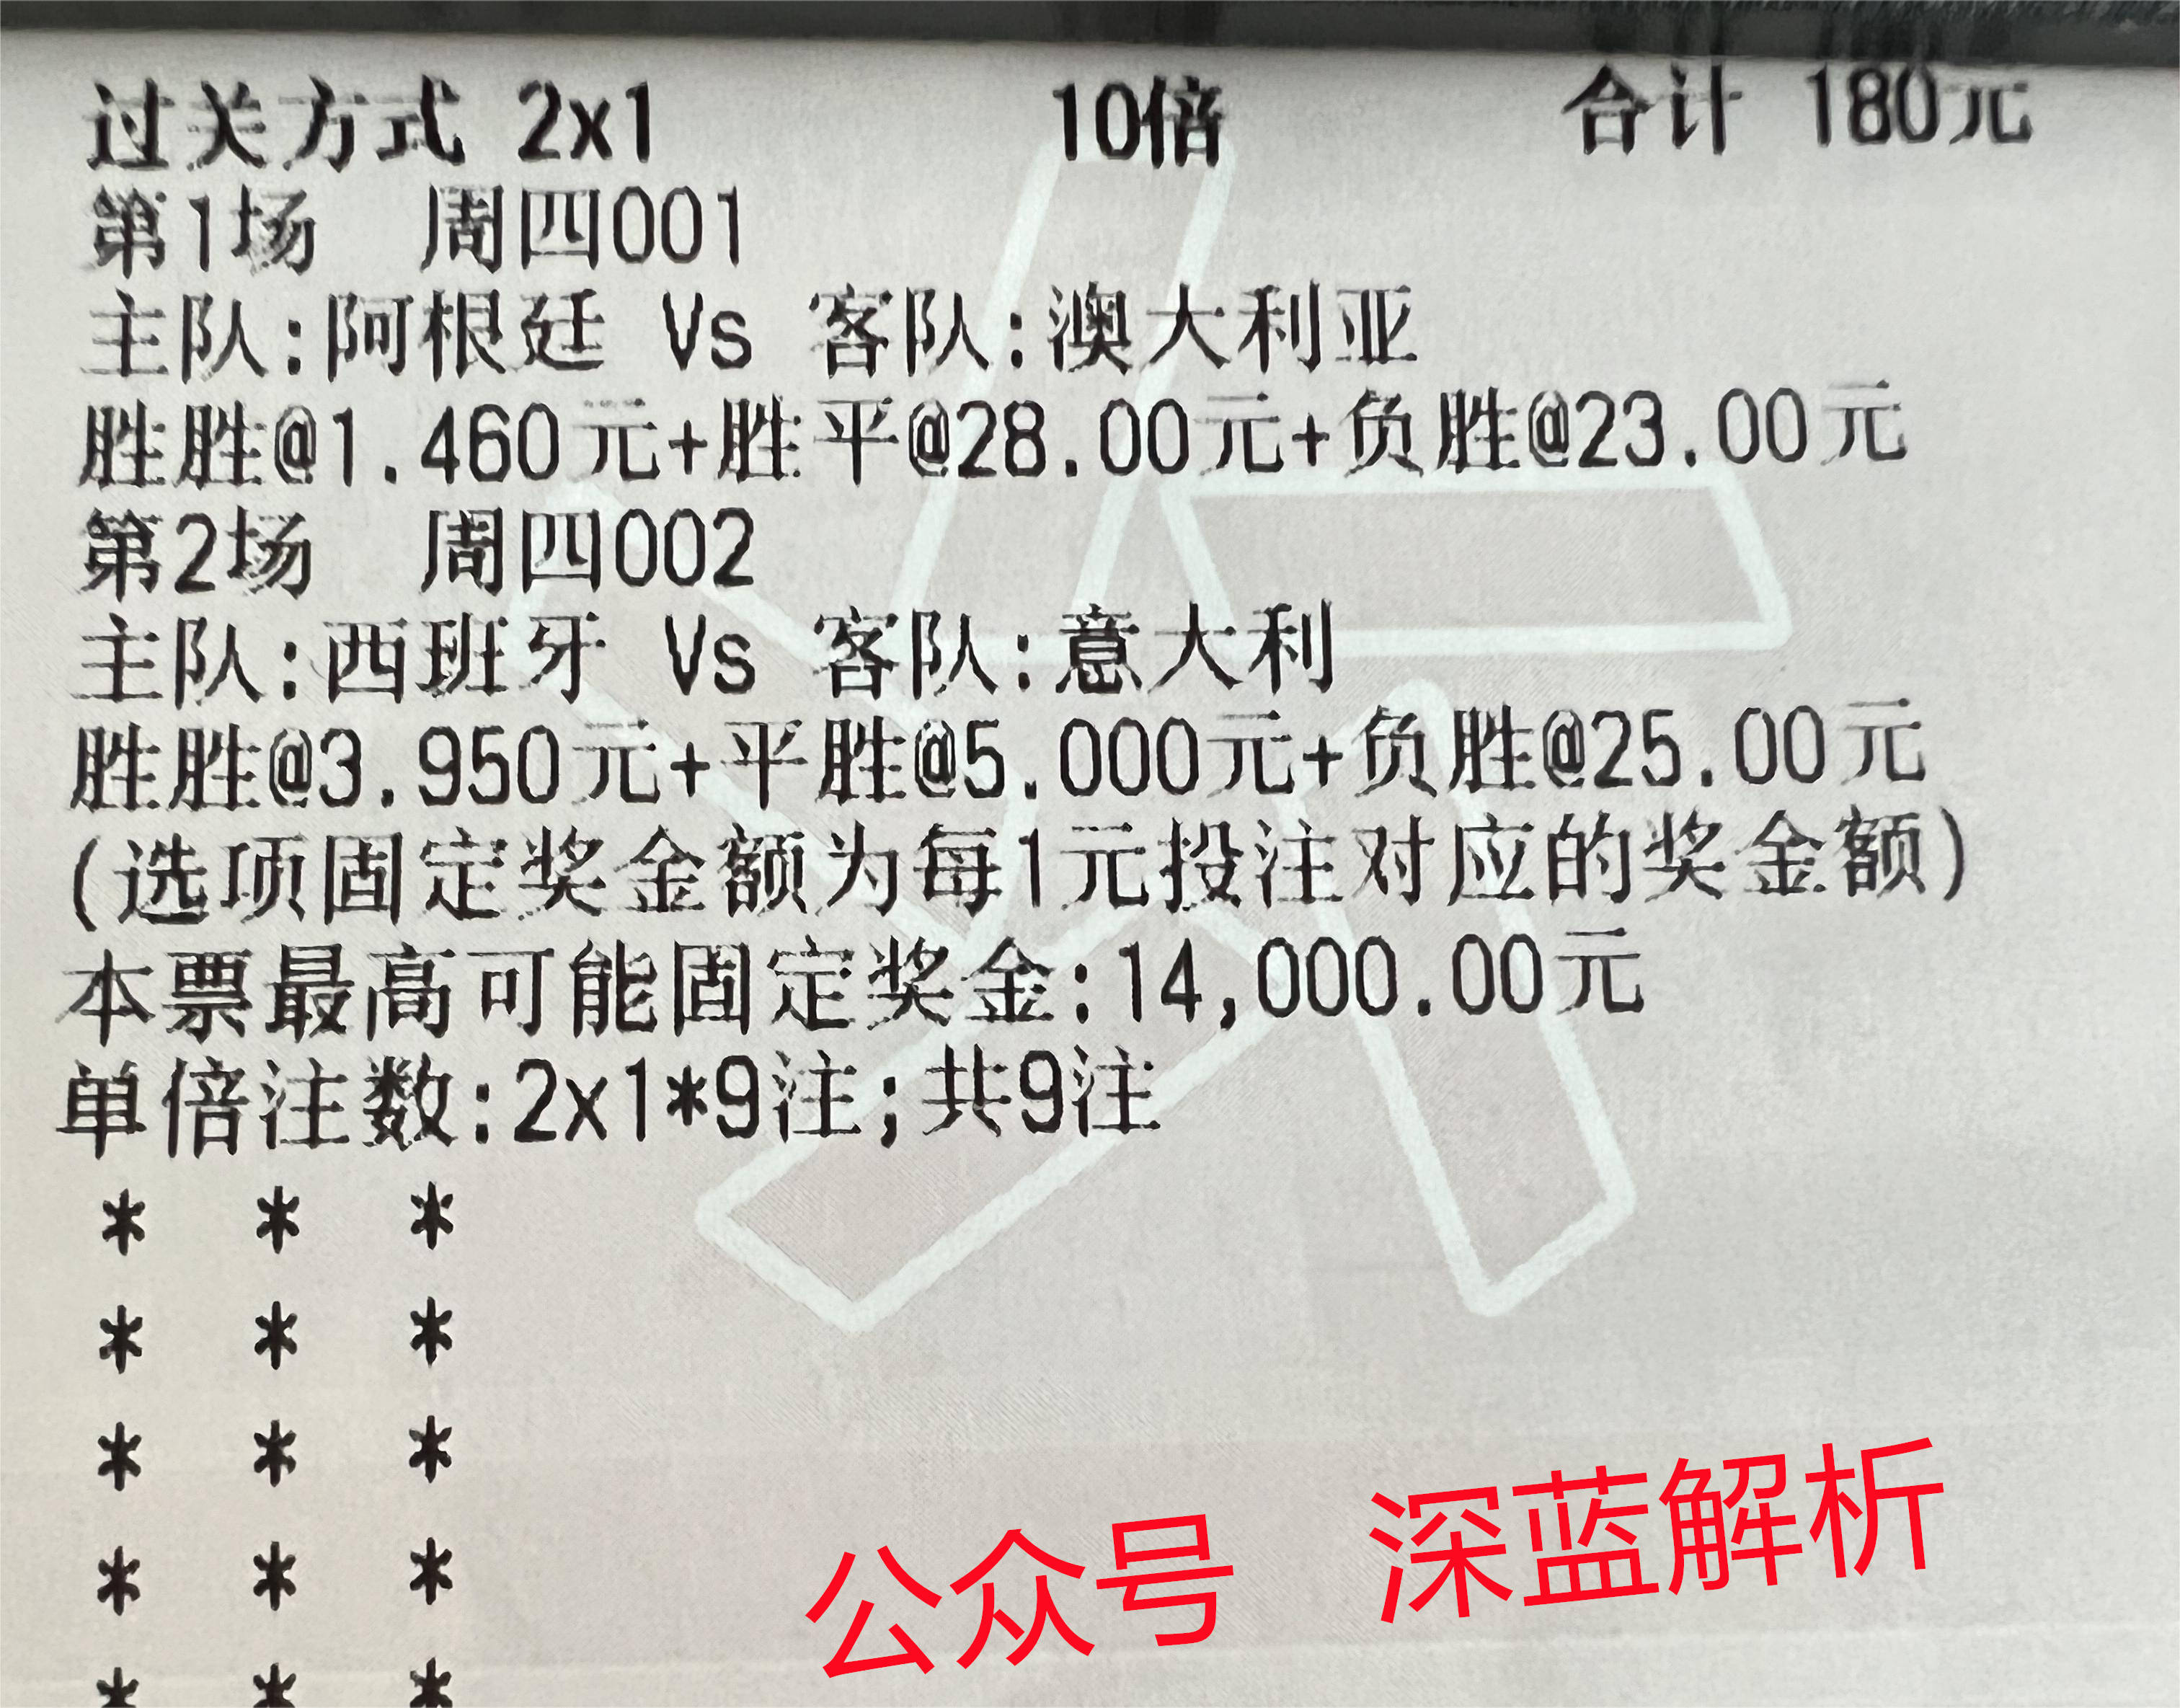 过关方式 2x1 10倍 合计 180元
第1场 周四001
主队:阿根廷 Vs 客队:澳大利亚
胜胜@1.460元+胜平@28.00元+负胜@23.00元
第2场 周四002
主队:西班牙 Vs 客队:意大利
胜胜@3.950元+平胜@5.000元+负胜@25.00元
(选项固定奖金额为每1元投注对应的奖金额)
本票最高可能固定奖金:14,000.00元
单倍注数:2x1*9注;共9注
* * *
* * *
* * *
* * *
* * *
公众号 深蓝解析